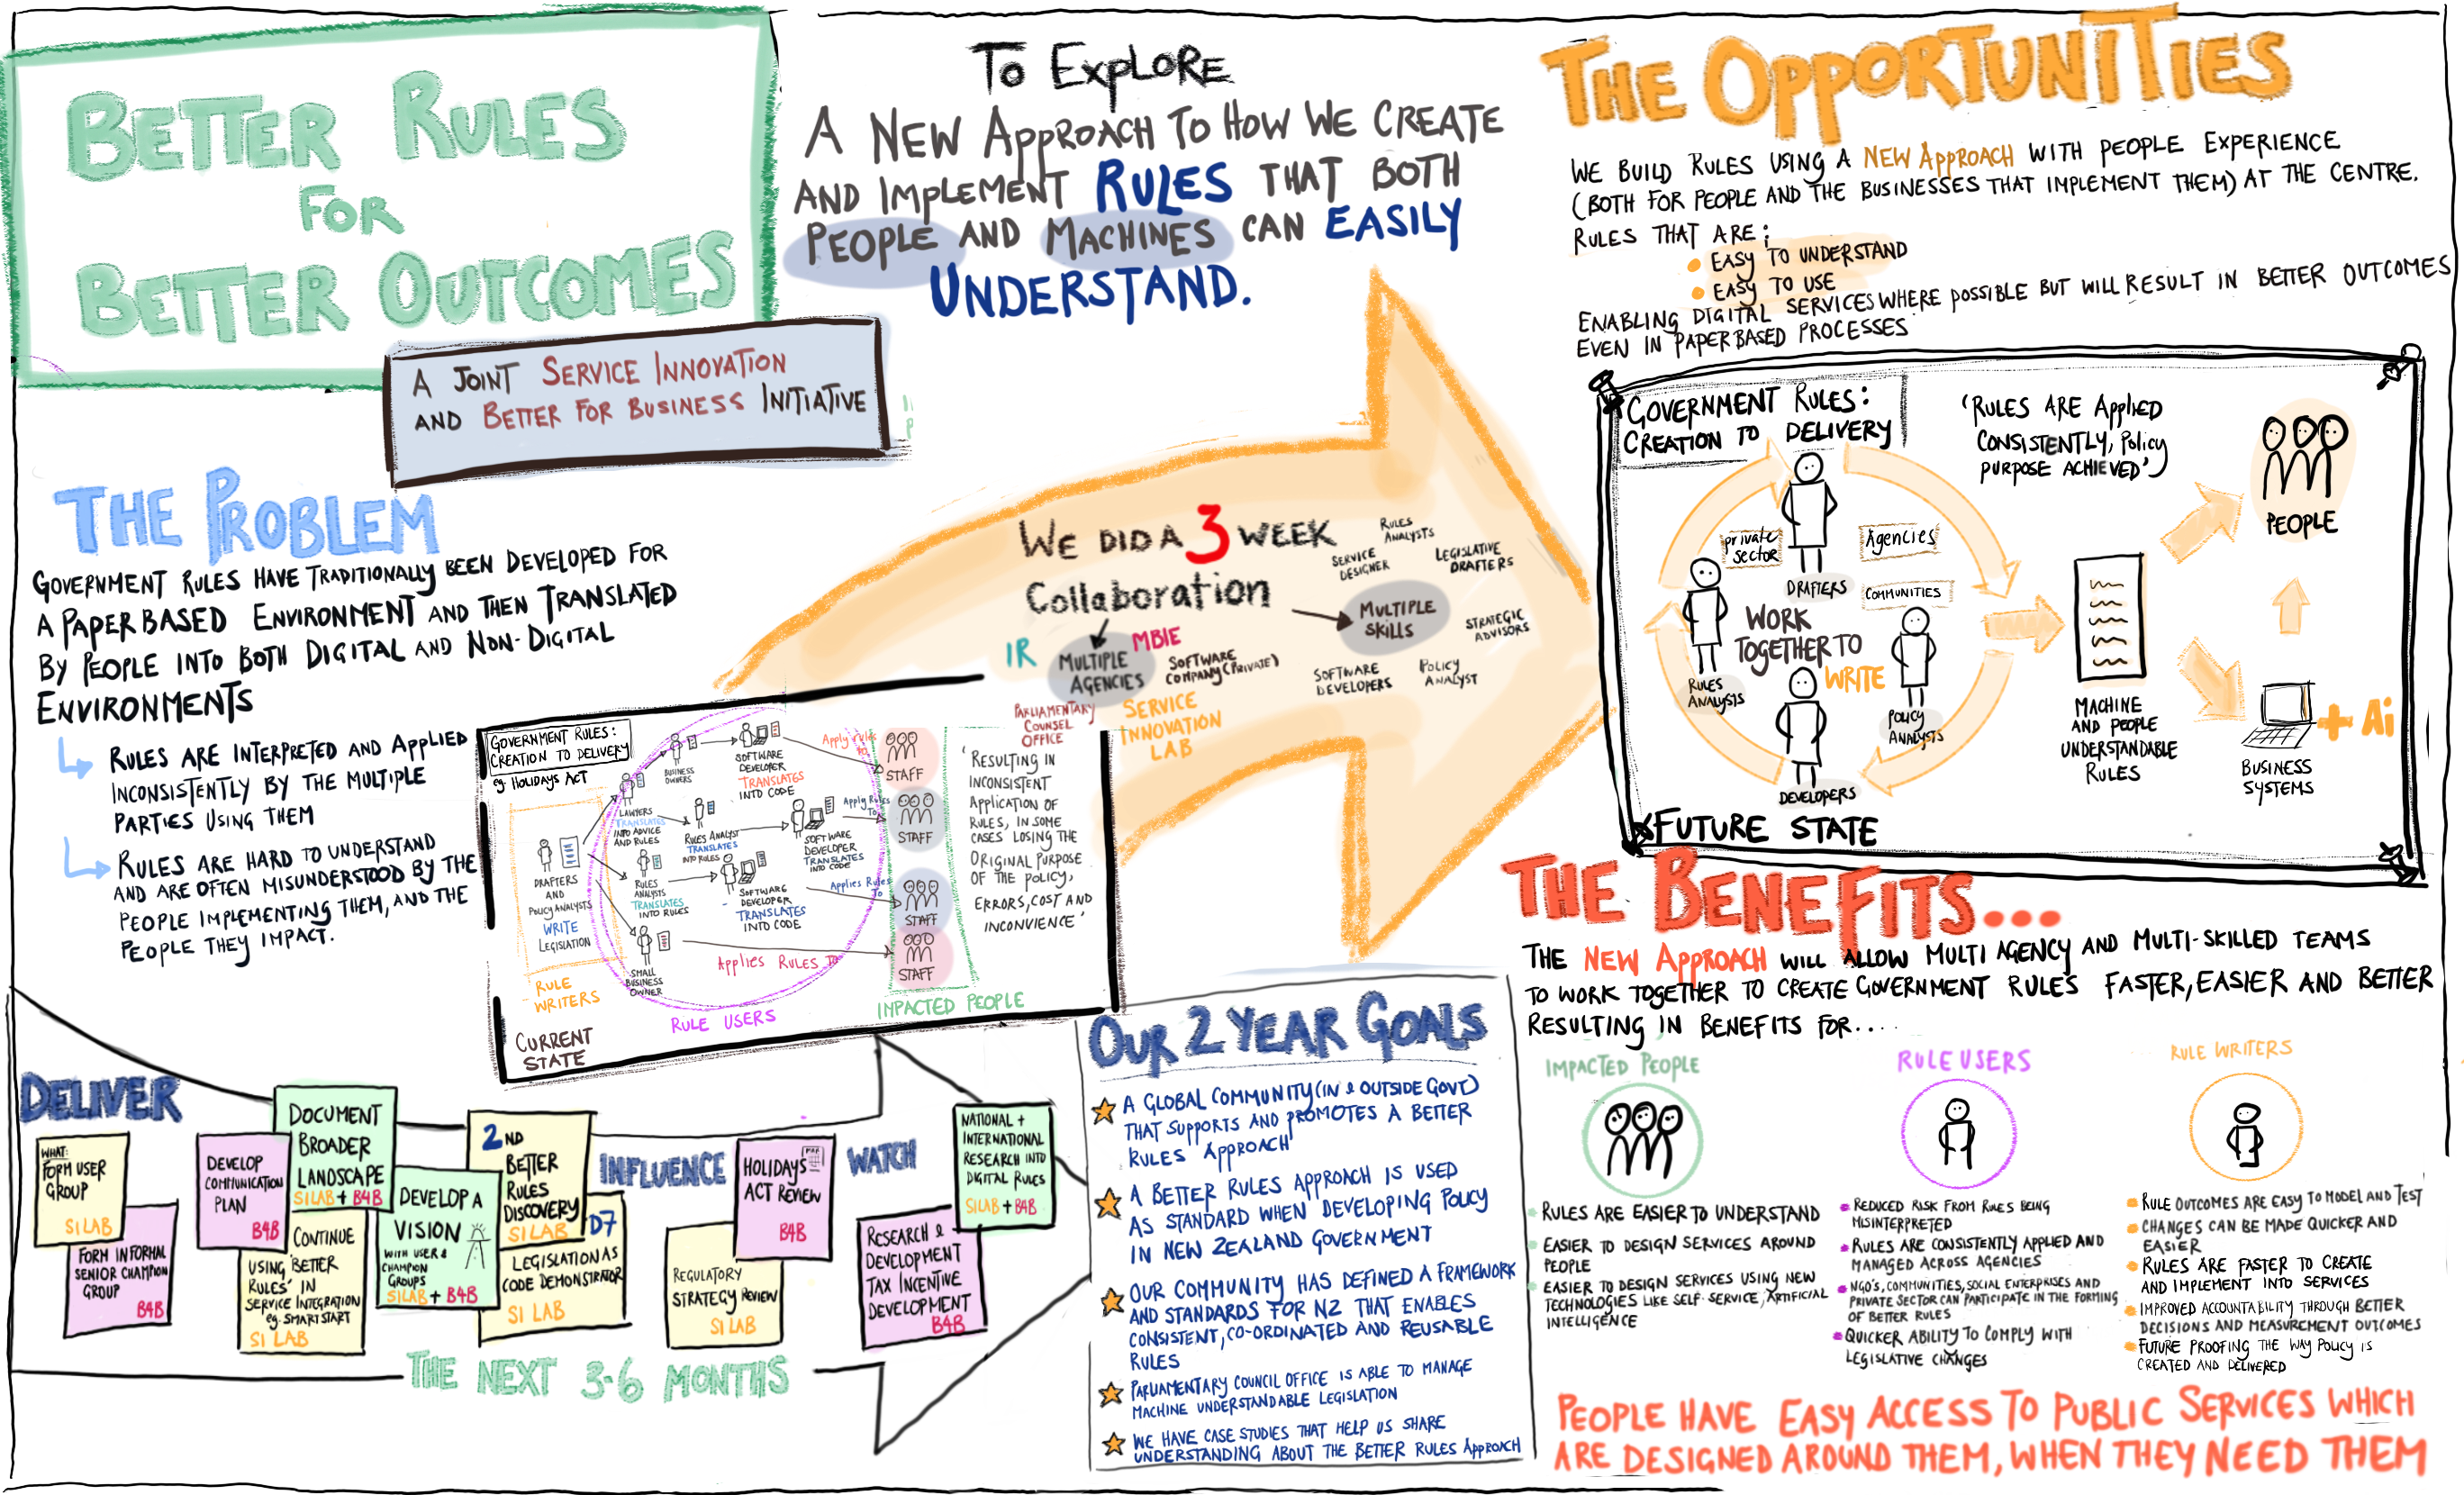 BETTER RULES
FOR
BETTER OUTCOMES
A JOINT SERVICE INNOVATION
AND BETTER FOR BUSINESS INITIATIVE
TO EXPLORE
A NEW APPROACH TO HOW WE CREATE
AND IMPLEMENT RULES THAT BOTH
PEOPLE AND MACHINES CAN EASILY
UNDERSTAND.
THE PROBLEM
GOVERNMENT RULES HAVE TRADITIONALLY BEEN DEVELOPED FOR
A PAPER BASED ENVIRONMENT AND THEN TRANSLATED
BY PEOPLE INTO BOTH DIGITAL AND NON-DIGITAL
ENVIRONMENTS
RULES ARE INTERPRETED AND APPLIED
INCONSISTENTLY BY THE MULTIPLE
PARTIES USING THEM
RULES ARE HARD TO UNDERSTAND
AND ARE OFTEN MISUNDERSTOOD BY THE
PEOPLE IMPLEMENTING THEM, AND THE
PEOPLE THEY IMPACT.
GOVERNMENT RULES:
CREATION TO DELIVERY
eg HOLIDAYS ACT
DRAFTERS
AND
POLICY ANALYSTS
WRITE
LEGISLATION
RULE
WRITERS
LAWYERS
TRANSLATES
INTO ADVICE
AND RULES
BUSINESS
OWNERS
SOFTWARE
DEVELOPER
TRANSLATES
INTO CODE
Apply rules
to
STAFF
RULES ANALYST
TRANSLATES
INTO RULES
SOFTWARE
DEVELOPER
TRANSLATES
INTO CODE
Apply Rules
To
STAFF
RULES
ANALYSTS
TRANSLATES
INTO RULES
SOFTWARE
DEVELOPER
TRANSLATES
INTO CODE
Applies Rules
To
STAFF
SMALL
BUSINESS
OWNER
APPLIES RULES TO
STAFF
RULE USERS
IMPACTED PEOPLE
CURRENT
STATE
'RESULTING IN
INCONSISTENT
APPLICATION OF
RULES, IN SOME
CASES LOSING THE
ORIGINAL PURPOSE
OF THE POLICY,
ERRORS, COST AND
INCONVIENCE'
WE DID A 3 WEEK
Collaboration
MULTIPLE
AGENCIES
IR
MBIE
SOFTWARE
COMPANY (PRIVATE)
PARLIAMENTARY
COUNSEL
OFFICE
SERVICE
INNOVATION
LAB
MULTIPLE
SKILLS
SERVICE
DESIGNER
RULES
ANALYSTS
LEGISLATIVE
DRAFTERS
STRATEGIC
ADVISORS
POLICY
ANALYST
SOFTWARE
DEVELOPERS
THE OPPORTUNITIES
WE BUILD RULES USING A NEW APPROACH WITH PEOPLE EXPERIENCE
(BOTH FOR PEOPLE AND THE BUSINESSES THAT IMPLEMENT THEM) AT THE CENTRE.
RULES THAT ARE:
EASY TO UNDERSTAND
EASY TO USE
ENABLING DIGITAL SERVICES WHERE POSSIBLE BUT WILL RESULT IN BETTER OUTCOMES
EVEN IN PAPER BASED PROCESSES
GOVERNMENT RULES:
CREATION TO DELIVERY
'RULES ARE APPLIED
CONSISTENTLY, POLICY
PURPOSE ACHIEVED'
private
sector
Agencies
COMMUNITIES
DRAFTERS
RULES
ANALYSTS
WORK
TOGETHER TO
WRITE
POLICY
ANALYSTS
DEVELOPERS
MACHINE
AND PEOPLE
UNDERSTANDABLE
RULES
PEOPLE
BUSINESS
SYSTEMS
+ Ai
FUTURE STATE
THE BENEFITS...
THE NEW APPROACH WILL ALLOW MULTI AGENCY AND MULTI-SKILLED TEAMS
TO WORK TOGETHER TO CREATE GOVERNMENT RULES FASTER, EASIER AND BETTER
RESULTING IN BENEFITS FOR....
IMPACTED PEOPLE
RULES ARE EASIER TO UNDERSTAND
EASIER TO DESIGN SERVICES AROUND
PEOPLE
EASIER TO DESIGN SERVICES USING NEW
TECHNOLOGIES LIKE SELF-SERVICE, ARTIFICIAL
INTELLIGENCE
RULE USERS
REDUCED RISK FROM RULES BEING
MISINTERPRETED
RULES ARE CONSISTENTLY APPLIED AND
MANAGED ACROSS AGENCIES
NGO'S, COMMUNITIES, SOCIAL ENTERPRISES AND
PRIVATE SECTOR CAN PARTICIPATE IN THE FORMING
OF BETTER RULES
QUICKER ABILITY TO COMPLY WITH
LEGISLATIVE CHANGES
RULE WRITERS
RULE OUTCOMES ARE EASY TO MODEL AND TEST
CHANGES CAN BE MADE QUICKER AND
EASIER
RULES ARE FASTER TO CREATE
AND IMPLEMENT INTO SERVICES
IMPROVED ACCOUNTABILITY THROUGH BETTER
DECISIONS AND MEASUREMENT OUTCOMES
FUTURE PROOFING THE WAY POLICY IS
CREATED AND DELIVERED
PEOPLE HAVE EASY ACCESS TO PUBLIC SERVICES WHICH
ARE DESIGNED AROUND THEM, WHEN THEY NEED THEM
DELIVER
WHAT:
FORM USER
GROUP
SI LAB
FORM INFORMAL
SENIOR CHAMPION
GROUP
B4B
DEVELOP
COMMUNICATION
PLAN
B4B
DOCUMENT
BROADER
LANDSCAPE
SILAB + B4B
CONTINUE
USING 'BETTER
RULES' IN
SERVICE INTEGRATION
eg. SMARTSTART
SI LAB
DEVELOP A
VISION
WITH USER &
CHAMPION
GROUPS
SILAB + B4B
2ND
BETTER
RULES
DISCOVERY
SI LAB
D7
LEGISLATION AS
CODE DEMONSTRATOR
SI LAB
INFLUENCE
REGULATORY
STRATEGY REVIEW
SI LAB
HOLIDAYS
ACT REVIEW
B4B
WATCH
RESEARCH &
DEVELOPMENT
TAX INCENTIVE
DEVELOPMENT
B4B
NATIONAL +
INTERNATIONAL
RESEARCH INTO
DIGITAL RULES
SILAB + B4B
THE NEXT 3-6 MONTHS
OUR 2 YEAR GOALS
A GLOBAL COMMUNITY (IN & OUTSIDE GOVT)
THAT SUPPORTS AND PROMOTES A BETTER
RULES' APPROACH
A BETTER RULES APPROACH IS USED
AS STANDARD WHEN DEVELOPING POLICY
IN NEW ZEALAND GOVERNMENT
OUR COMMUNITY HAS DEFINED A FRAMEWORK
AND STANDARDS FOR NZ THAT ENABLES
CONSISTENT, CO-ORDINATED AND REUSABLE
RULES
PARLIAMENTARY COUNCIL OFFICE IS ABLE TO MANAGE
MACHINE UNDERSTANDABLE LEGISLATION
WE HAVE CASE STUDIES THAT HELP US SHARE
UNDERSTANDING ABOUT THE BETTER RULES APPROACH